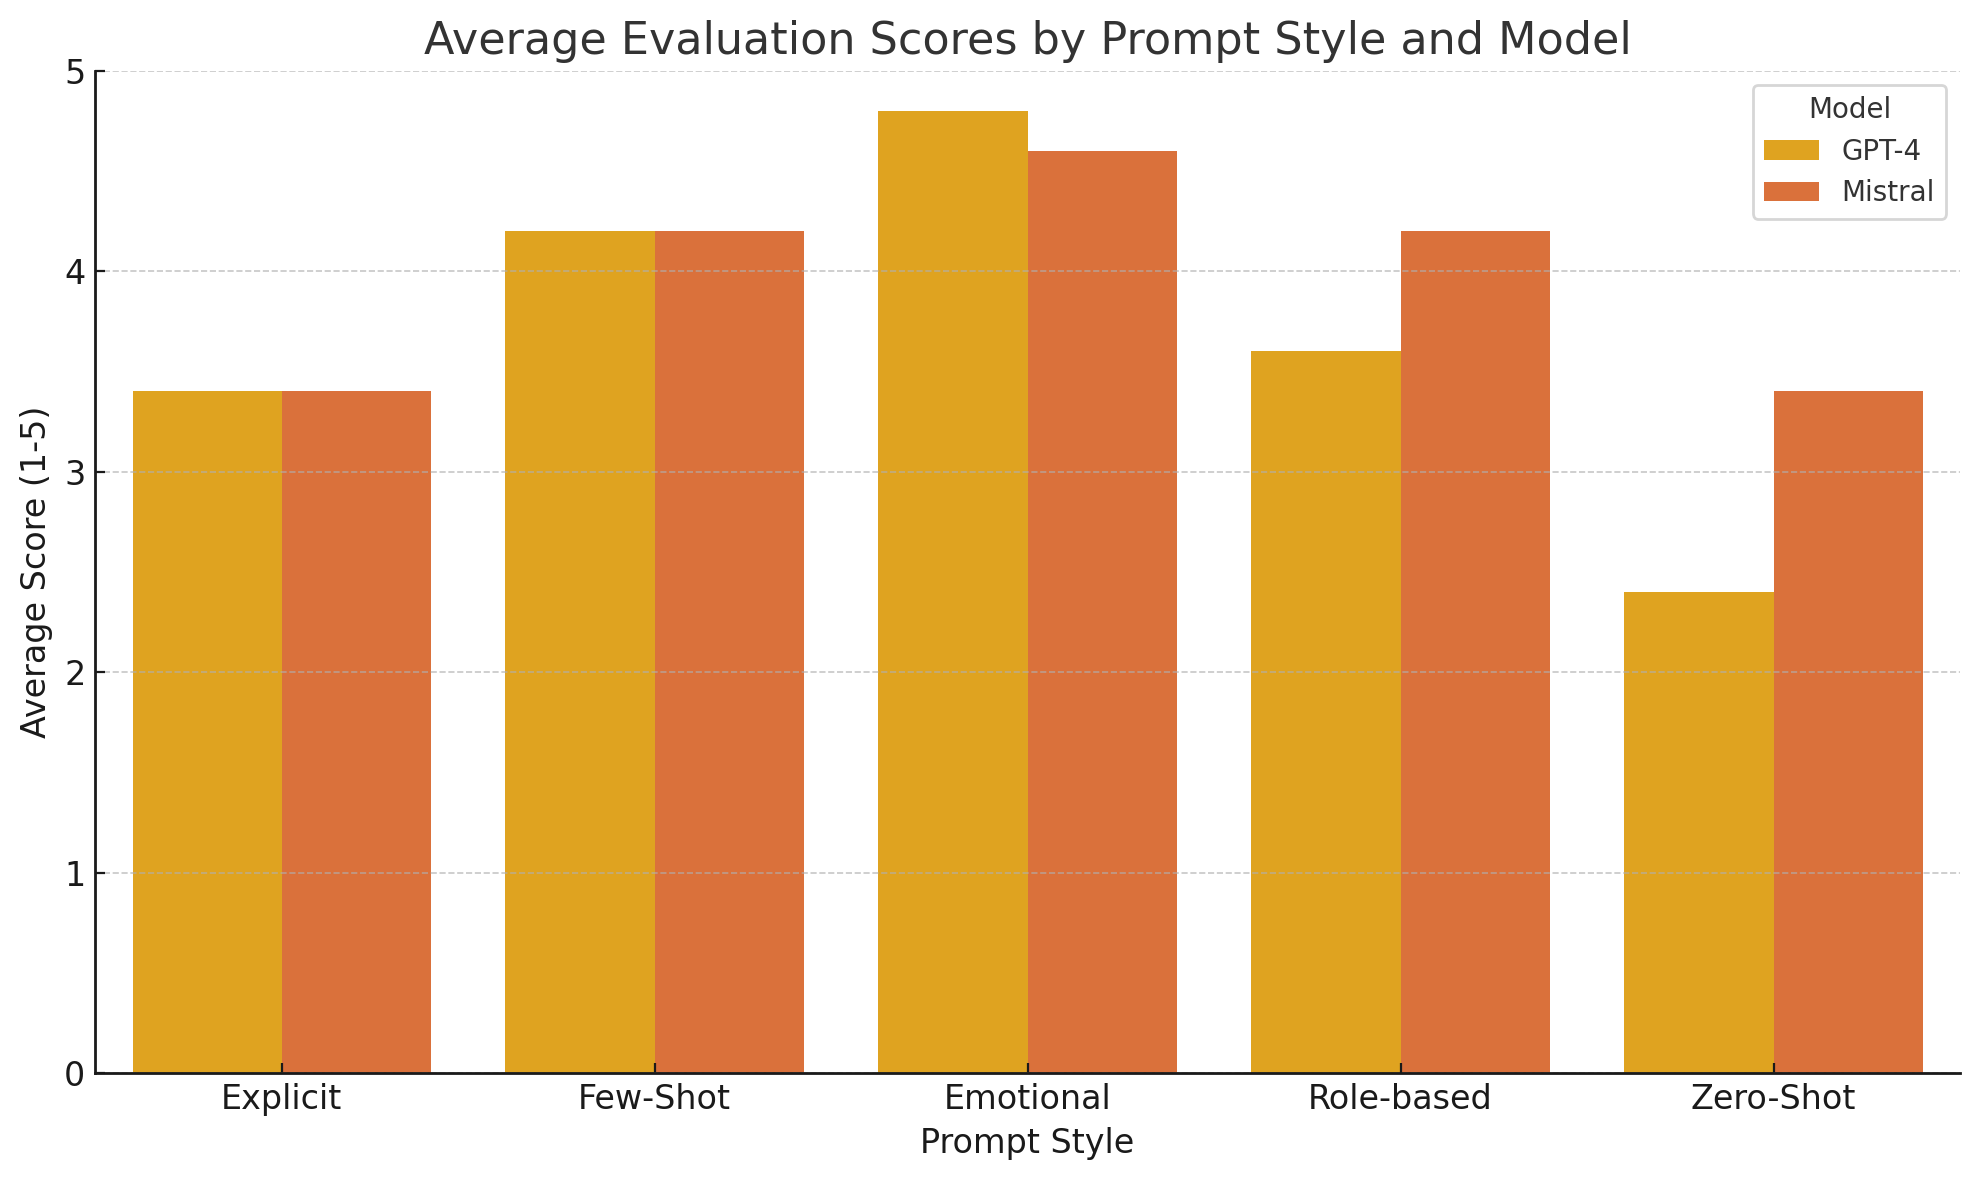 Average Evaluation Scores by Prompt Style and Model
Model
GPT-4
Mistral
Average Score (1-5)
5
4
3
2
1
0
Explicit
Few-Shot
Emotional
Role-based
Zero-Shot
Prompt Style